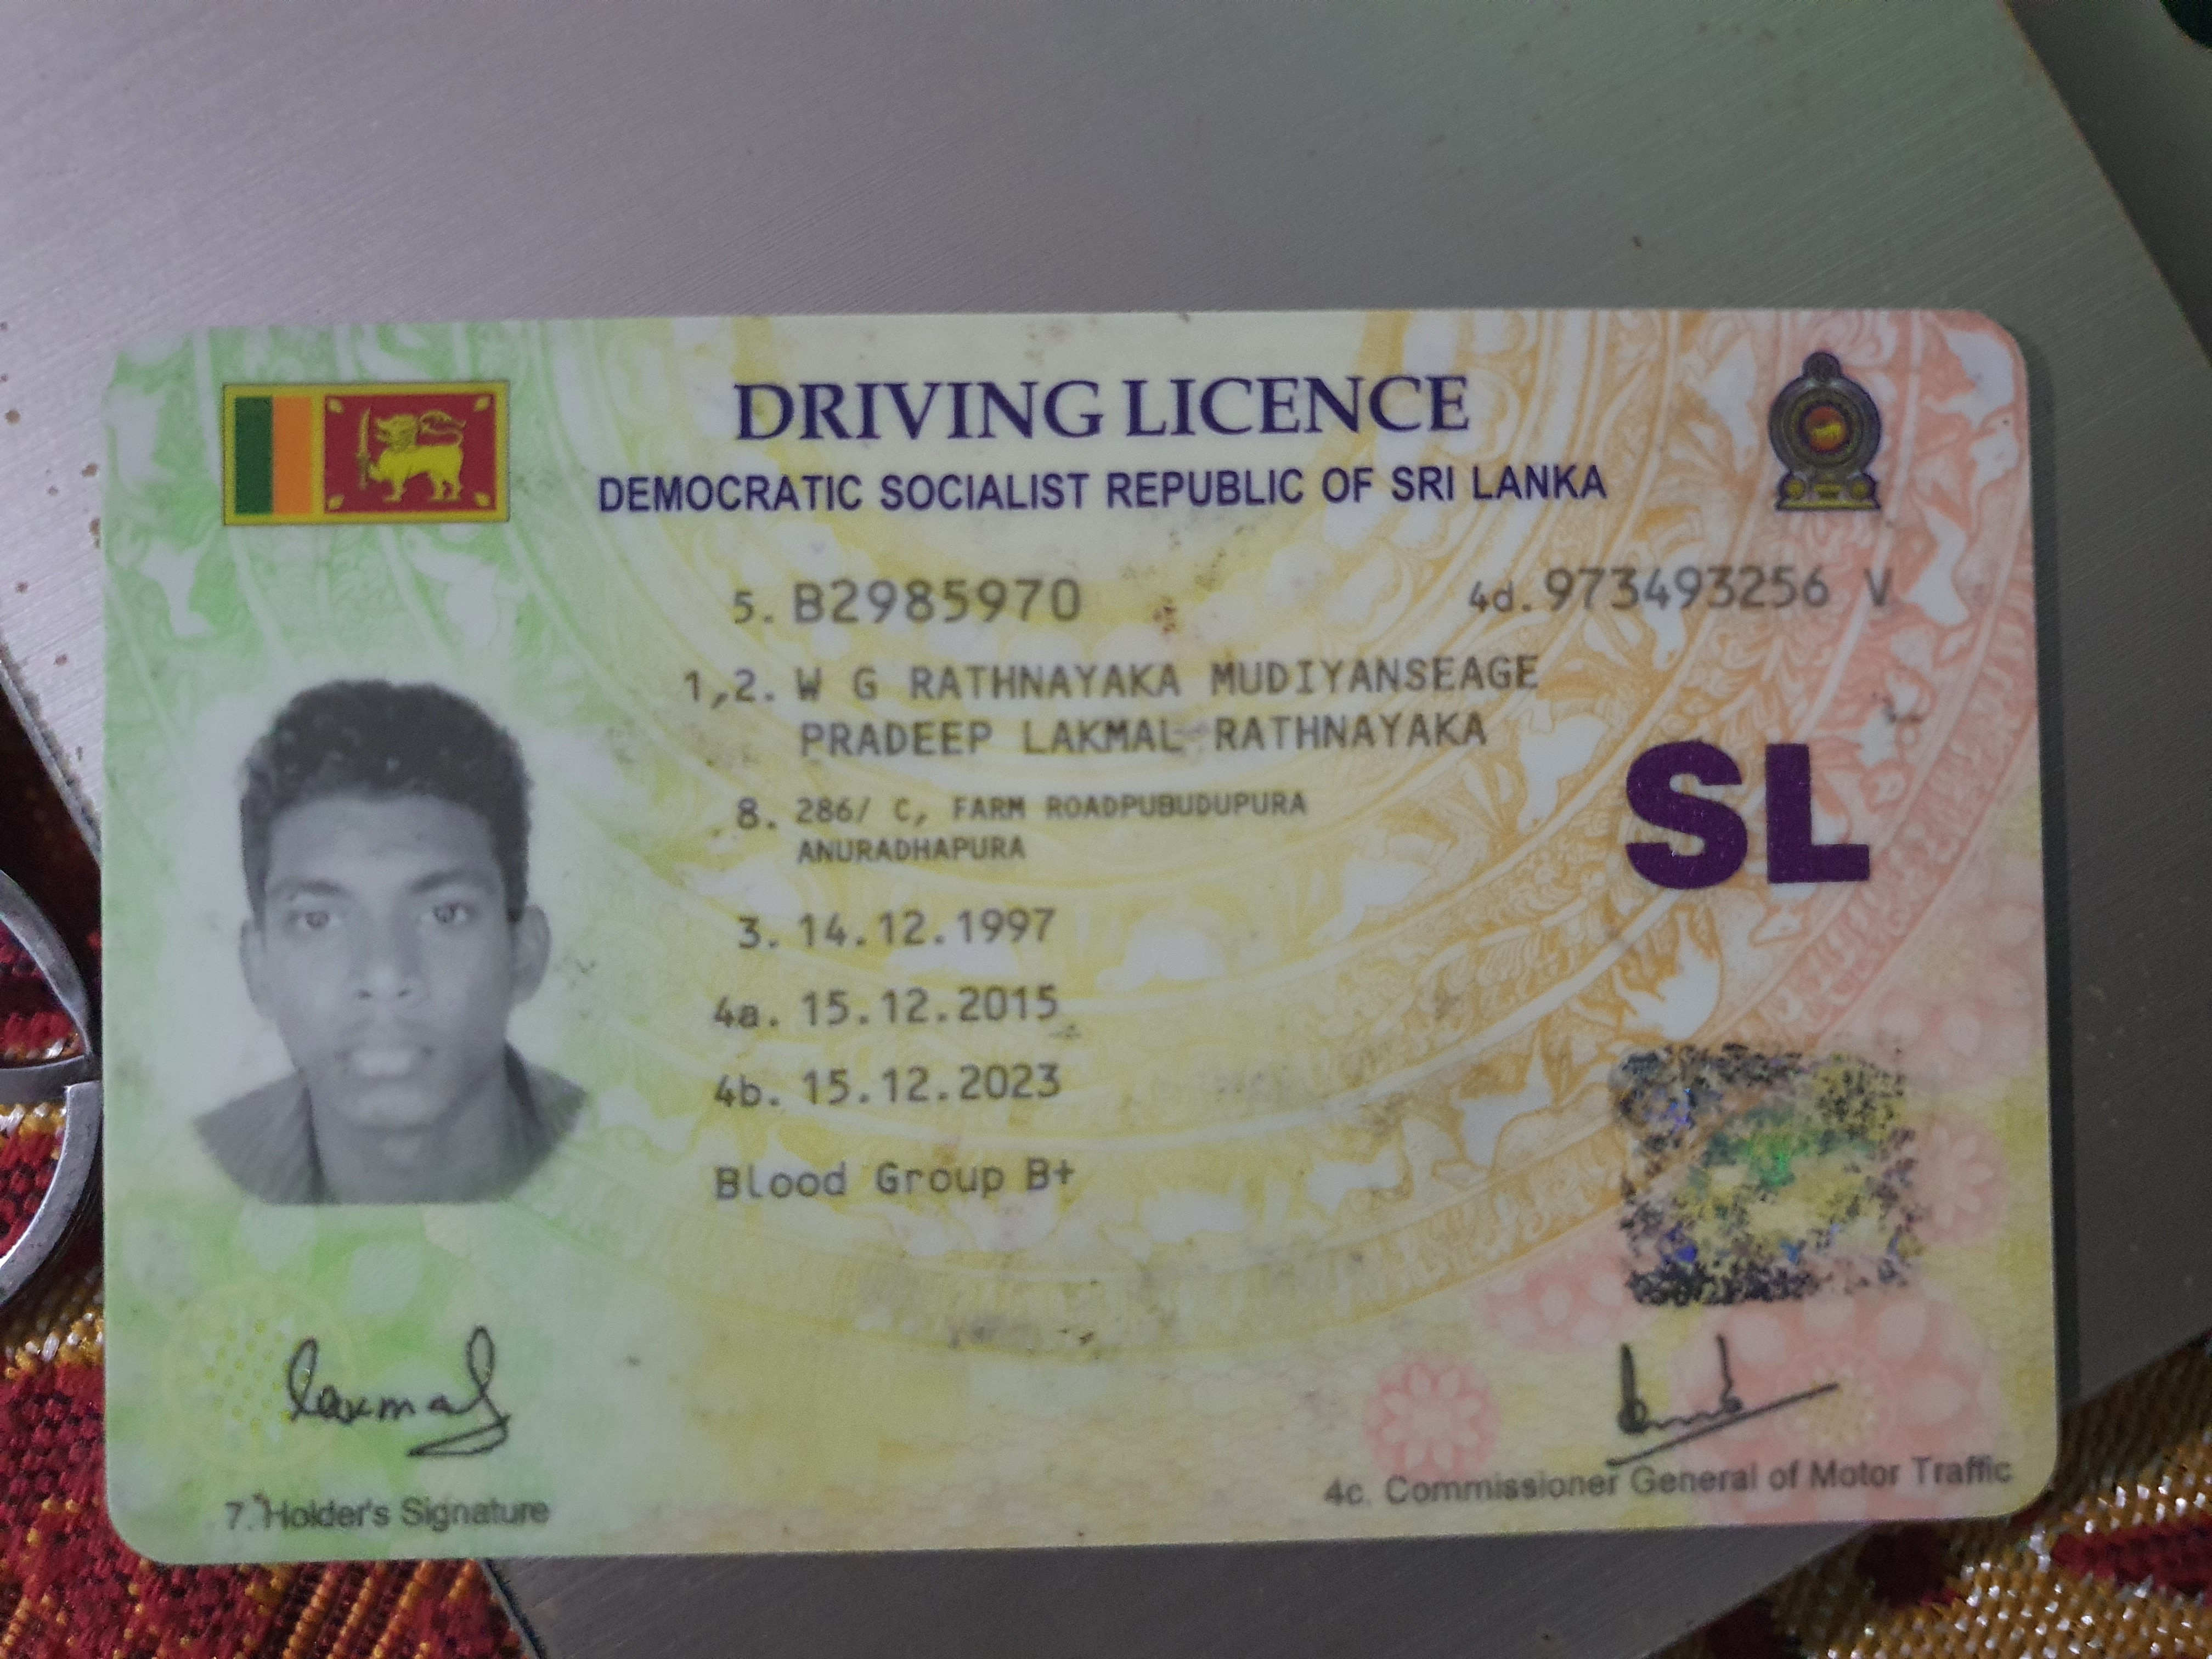 DRIVING LICENCE
DEMOCRATIC SOCIALIST REPUBLIC OF SRI LANKA
5. B2985970
4d. 973493256 V
1,2. W G RATHNAYAKA MUDIYANSEAGE
PRADEEP LAKMAL RATHNAYAKA
8. 286/ C, FARM ROADPUBUDUPURA
ANURADHAPURA
SL
3. 14.12.1997
4a. 15.12.2015
4b. 15.12.2023
Blood Group B+
7. Holder's Signature
4c. Commissioner General of Motor Traffic